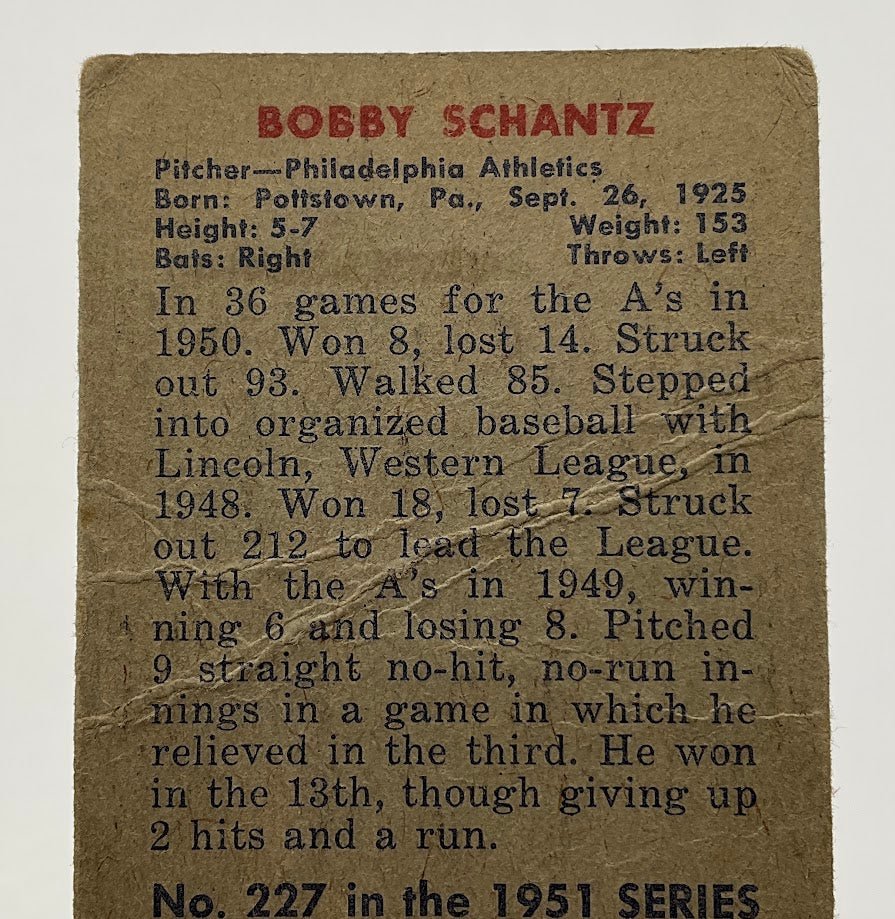 BOBBY SCHANTZ
Pitcher—Philadelphia Athletics
Born: Pottstown, Pa., Sept. 26, 1925
Height: 5-7 Weight: 153
Bats: Right Throws: Left
In 36 games for the A's in
1950. Won 8, lost 14. Struck
out 93. Walked 85. Stepped
into organized baseball with
Lincoln, Western League, in
1948. Won 18, lost 7. Struck
out 212 to lead the League.
With the A's in 1949, win-
ning 6 and losing 8. Pitched
9 straight no-hit, no-run in-
nings in a game in which he
relieved in the third. He won
in the 13th, though giving up
2 hits and a run.
No. 227 in the 1951 SERIES